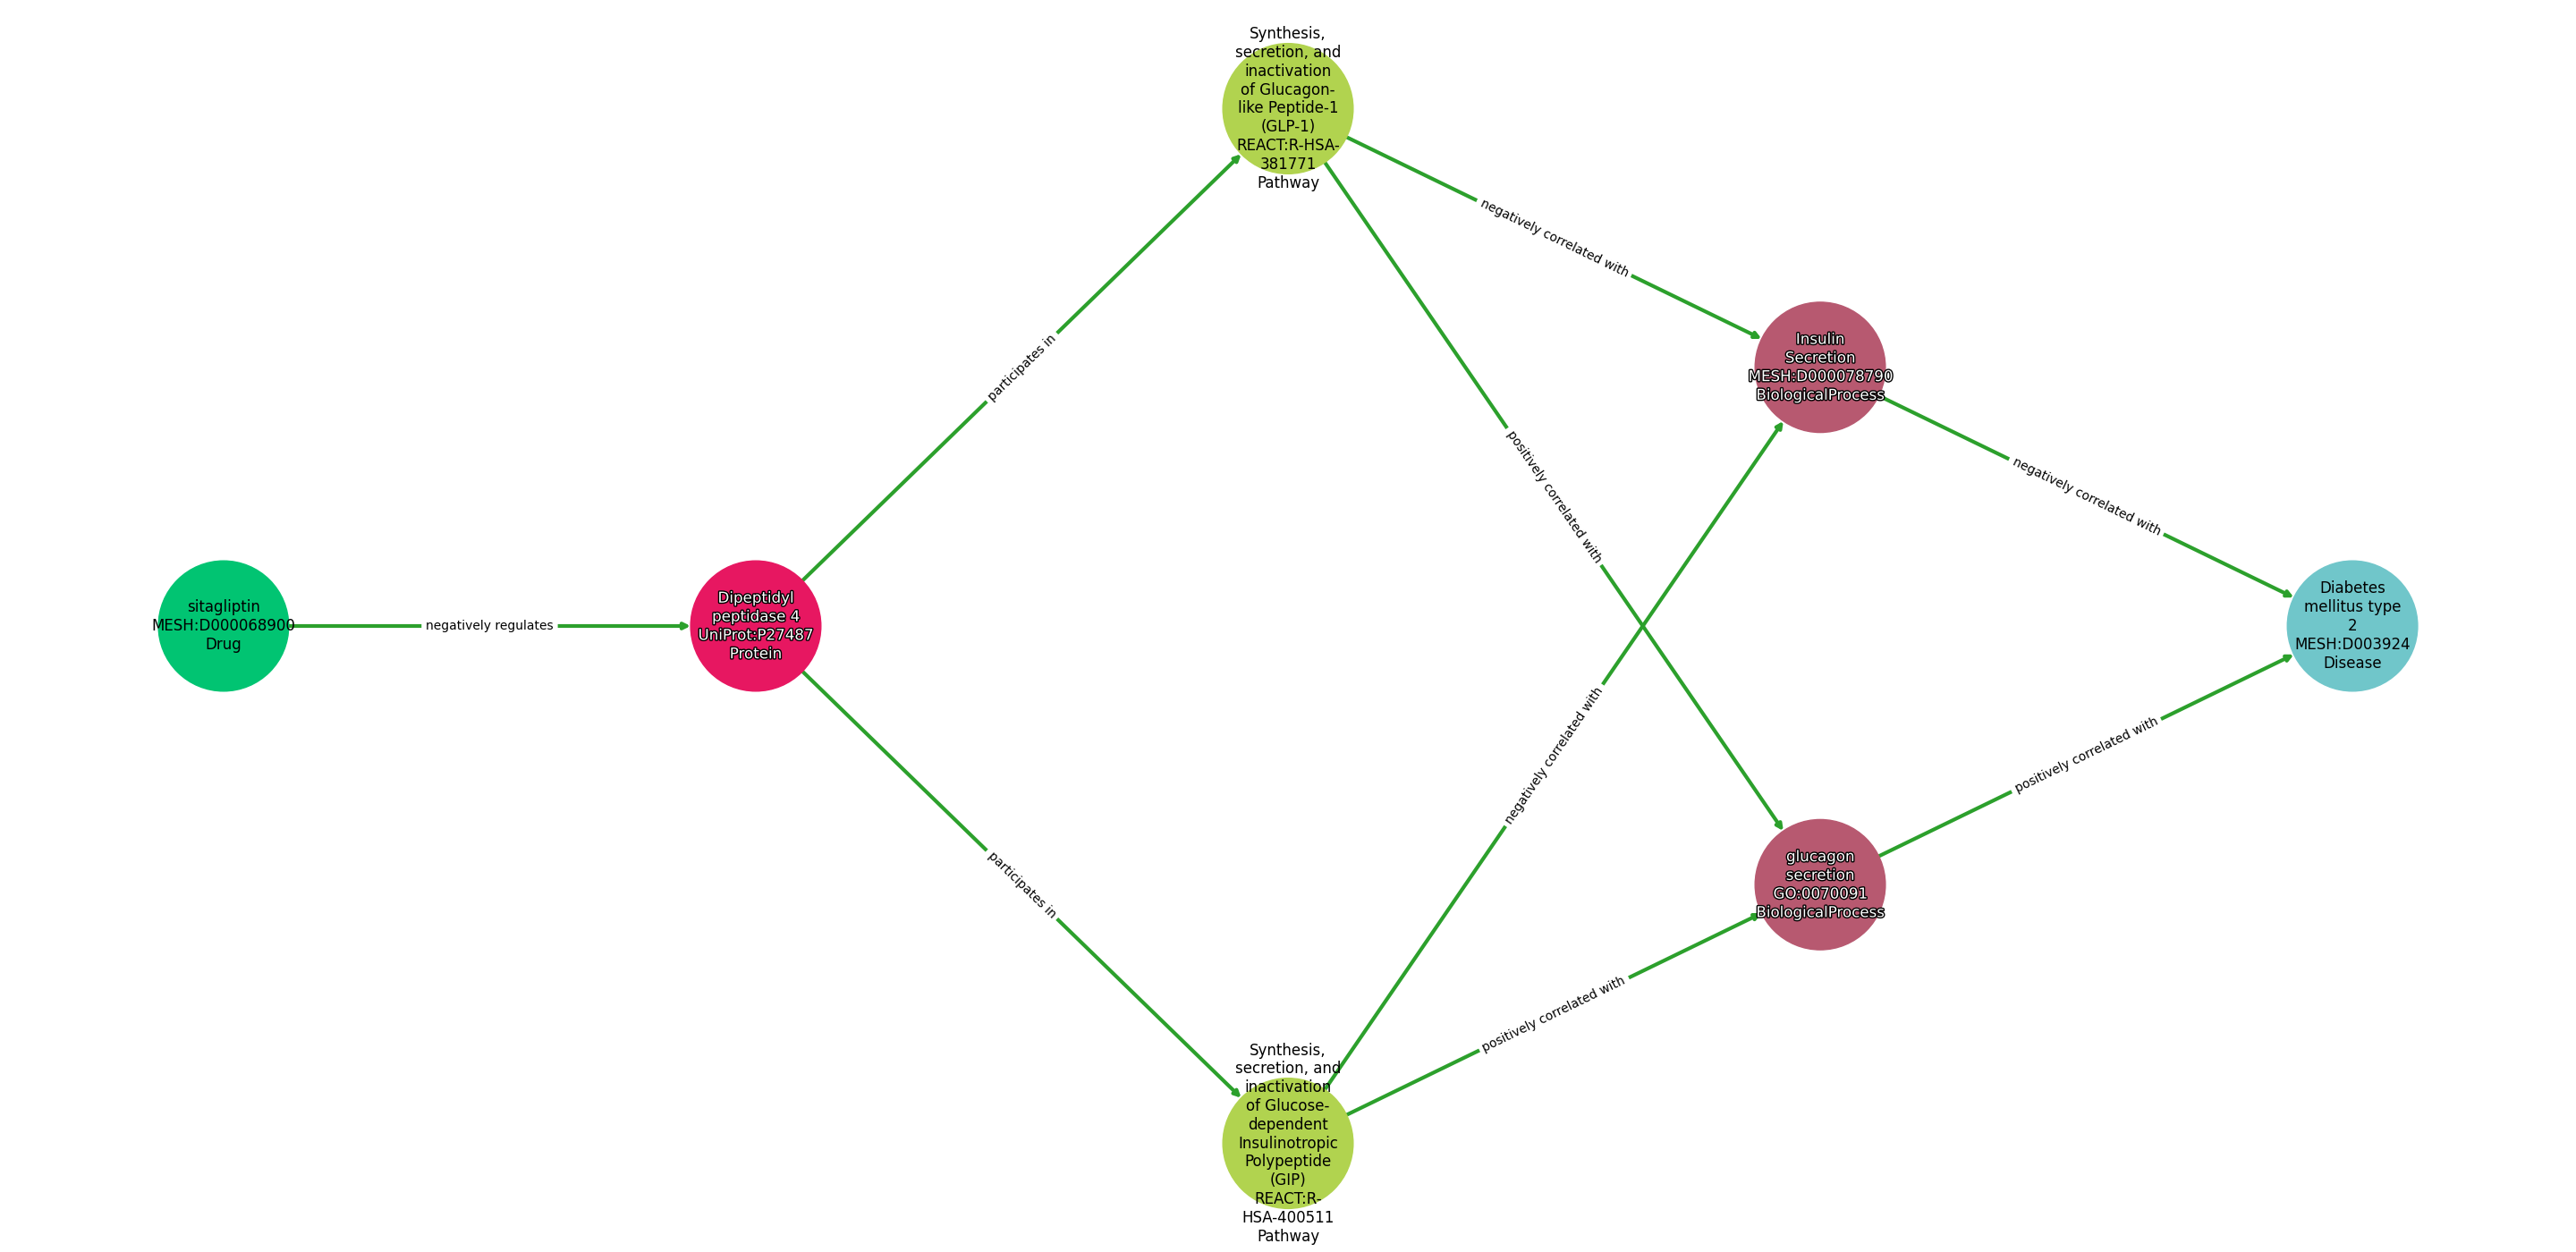 Synthesis,
secretion, and
inactivation
of Glucagon-
like Peptide-1
(GLP-1)
REACT:R-HSA-
381771
Pathway
negatively correlated with
participates in
positively correlated with
Insulin
Secretion
MESH:D000078790
BiologicalProcess
negatively correlated with
sitagliptin
MESH:D000068900
Drug
negatively regulates
Dipeptidyl
peptidase 4
UniProt:P27487
Protein
Diabetes
mellitus type
2
MESH:D003924
Disease
negatively correlated with
positively correlated with
participates in
glucagon
secretion
GO:0070091
BiologicalProcess
positively correlated with
Synthesis,
secretion, and
inactivation
of Glucose-
dependent
Insulinotropic
Polypeptide
(GIP)
REACT:R-
HSA-400511
Pathway